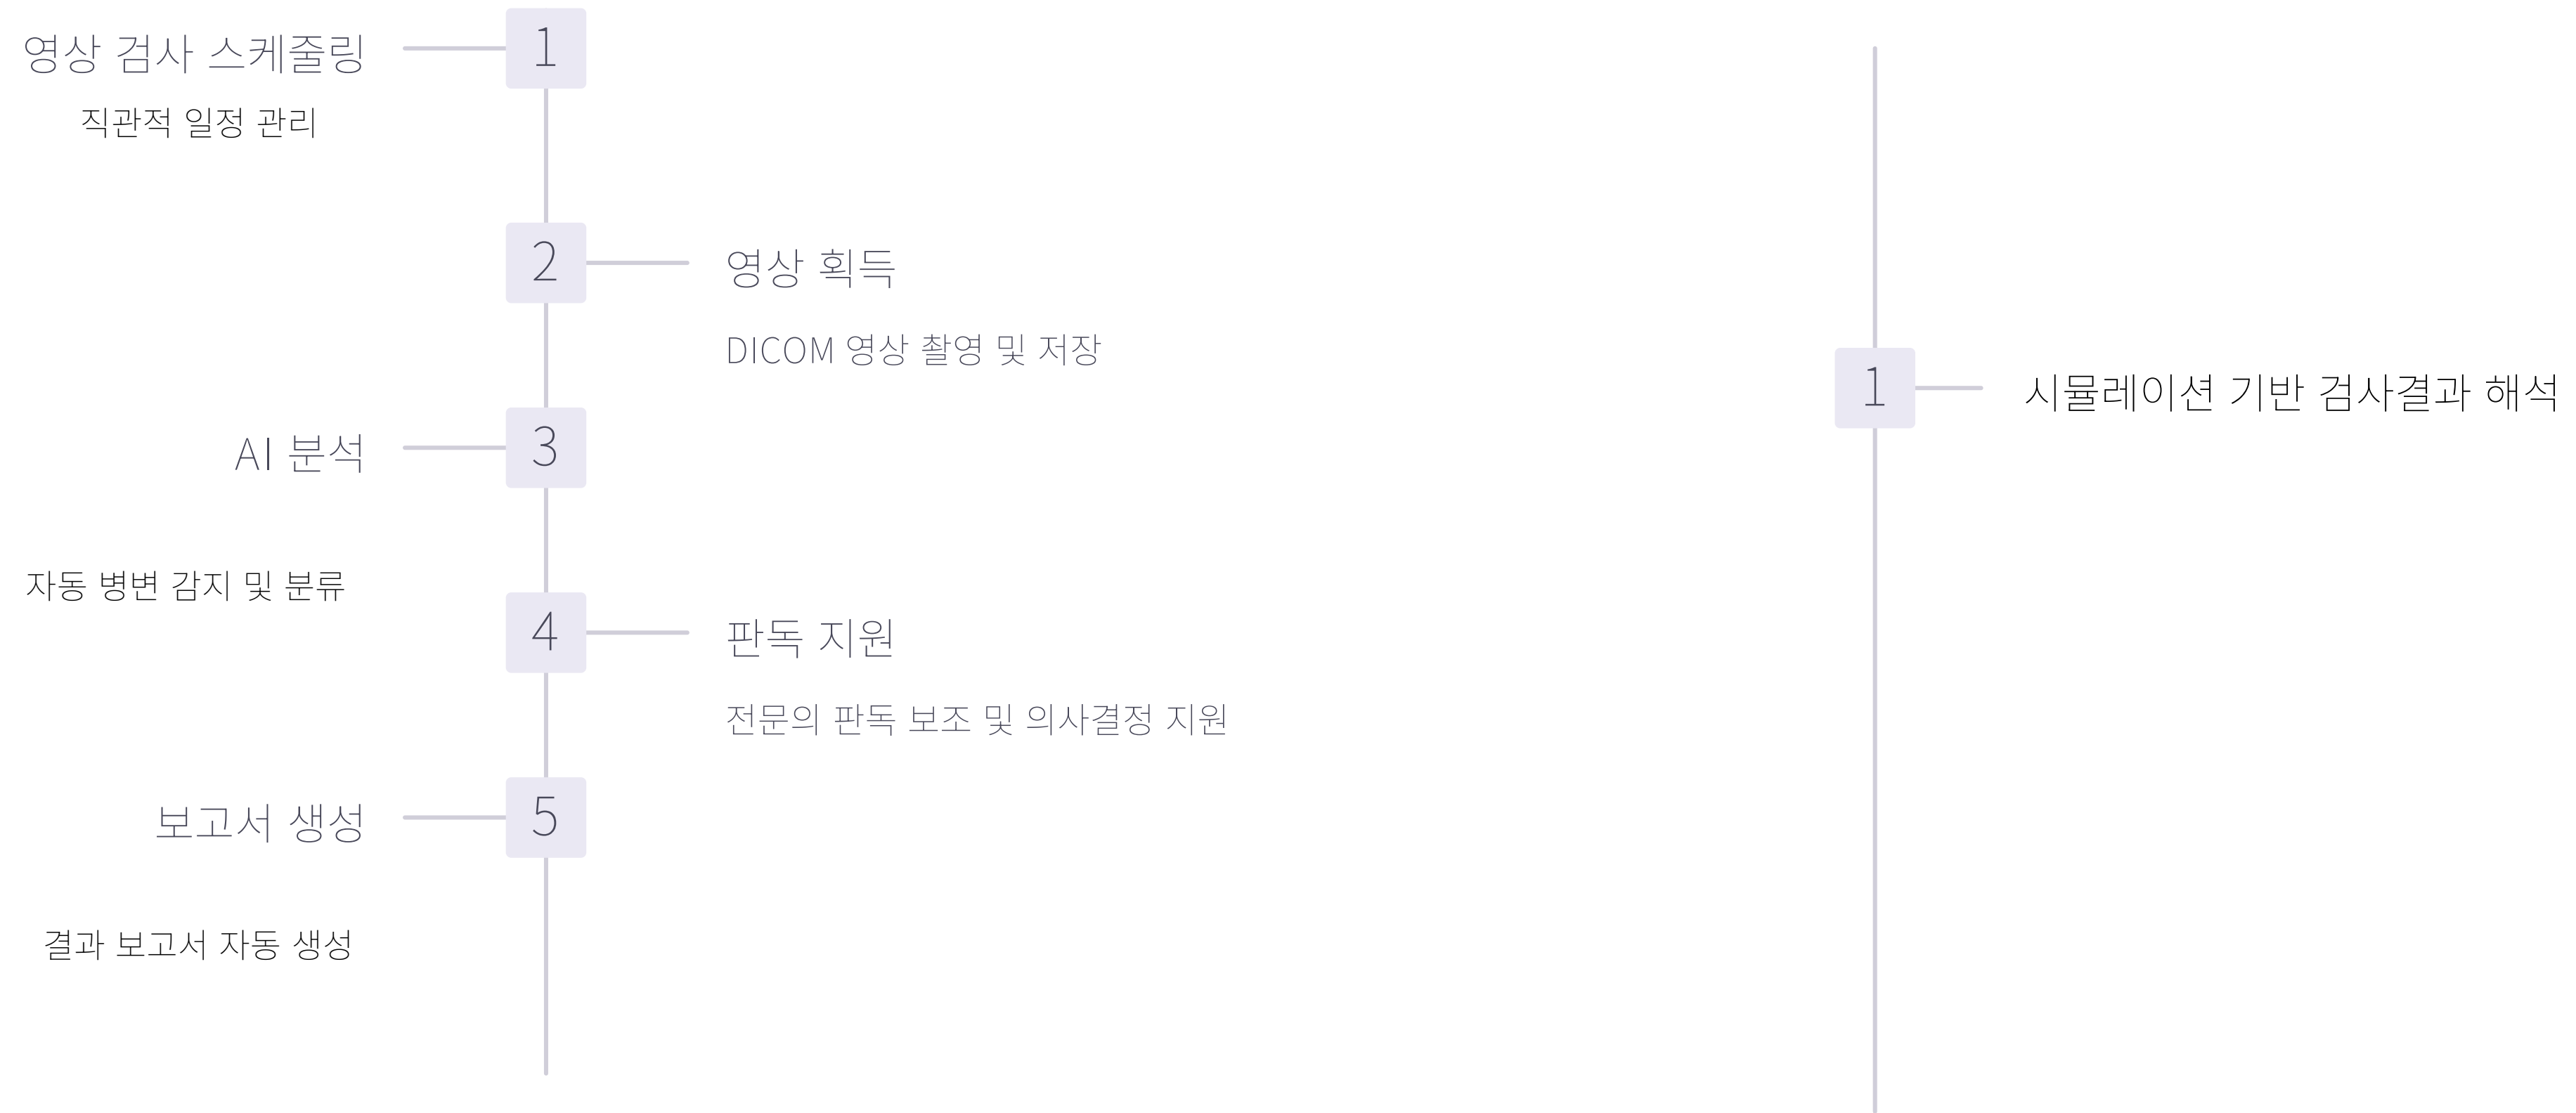 1
영상 검사 스케줄링
직관적 일정 관리
2
영상 획득
DICOM 영상 촬영 및 저장
3
AI 분석
자동 병변 감지 및 분류
4
판독 지원
전문의 판독 보조 및 의사결정 지원
5
보고서 생성
결과 보고서 자동 생성
1
시뮬레이션 기반 검사결과 해석